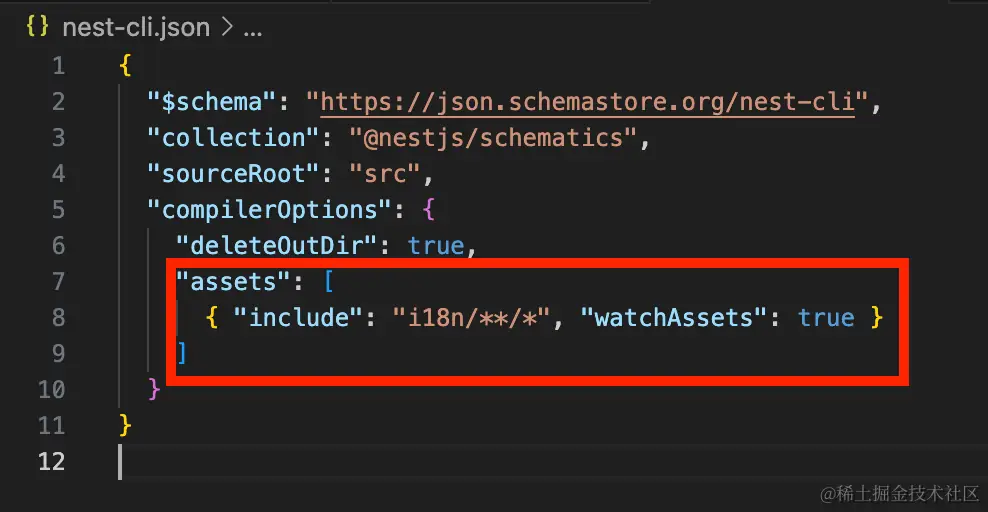 {} nest-cli.json > ...
1 {
2 "$schema": "https://json.schemastore.org/nest-cli",
3 "collection": "@nestjs/schematics",
4 "sourceRoot": "src",
5 "compilerOptions": {
6 "deleteOutDir": true,
7 "assets": [
8 { "include": "i18n/**/*", "watchAssets": true }
9 ]
10 }
11 }
12
@稀土掘金技术社区